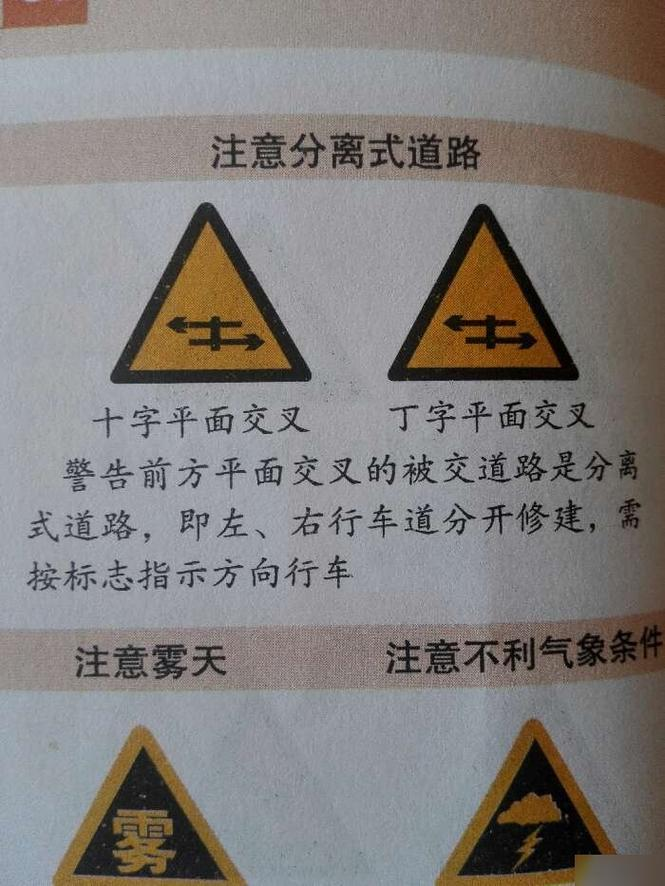 注意分离式道路
十字平面交叉
丁字平面交叉
警告前方平面交叉的被交道路是分离
式道路，即左、右行车道分开修建，需
按标志指示方向行车
注意雾天
注意不利气象条件
雾